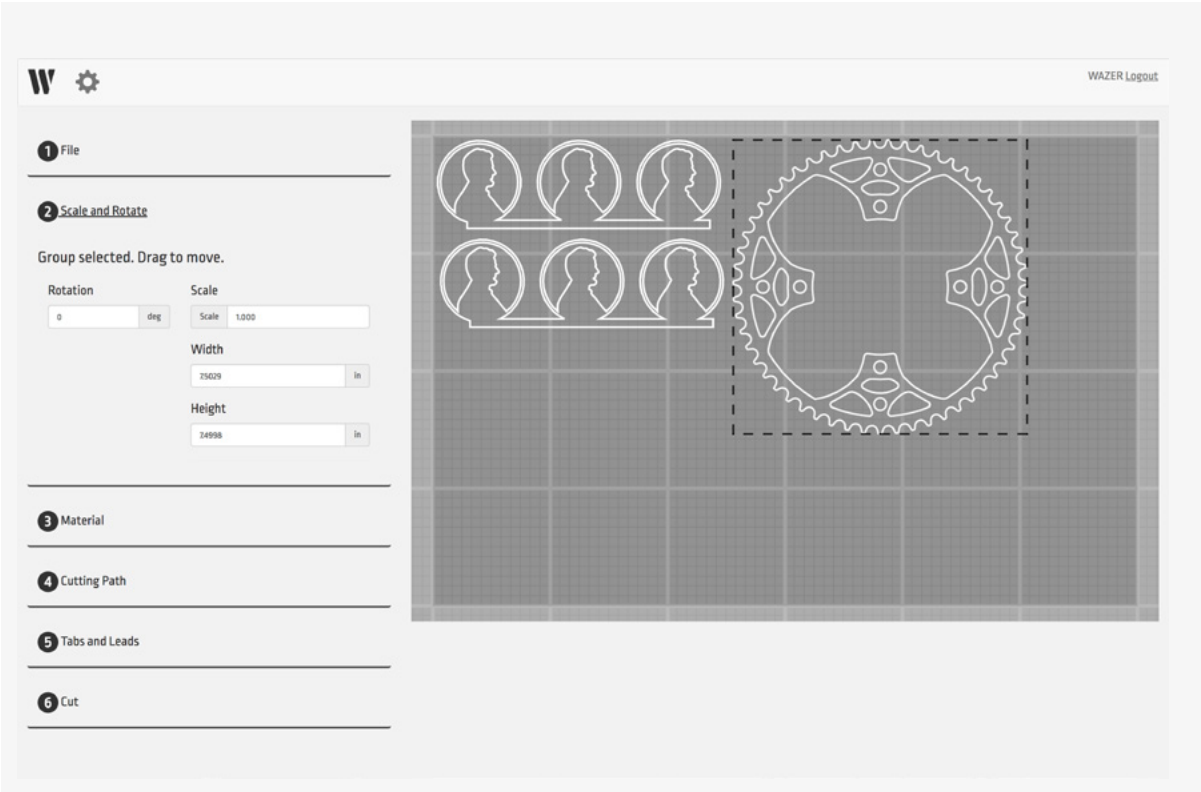 W
WAZER Logout
1 File
2 Scale and Rotate
Group selected. Drag to move.
Rotation Scale
0 deg Scale 1.000
Width
7.5029 in
Height
7.4998 in
3 Material
4 Cutting Path
5 Tabs and Leads
6 Cut